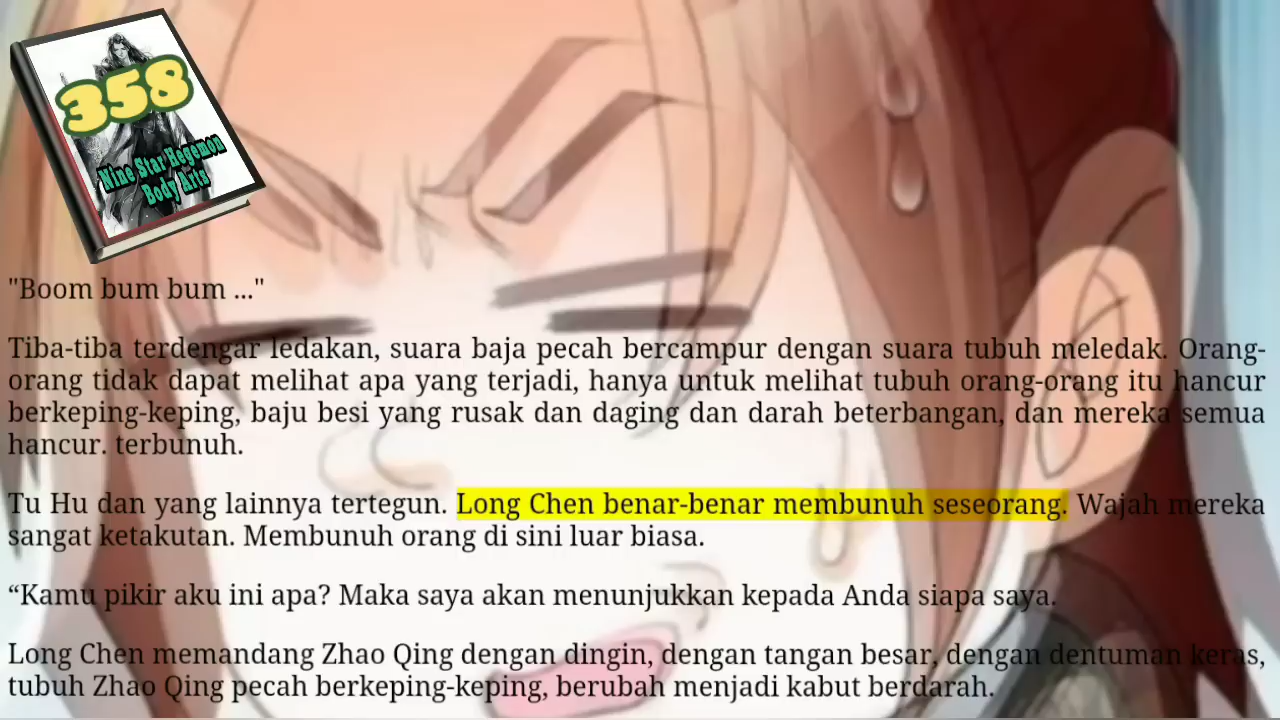 358
Nine Star Hegemon
Body Arts
"Boom bum bum ..."
Tiba-tiba terdengar ledakan, suara baja pecah bercampur dengan suara tubuh meledak. Orang-
orang tidak dapat melihat apa yang terjadi, hanya untuk melihat tubuh orang-orang itu hancur
berkeping-keping, baju besi yang rusak dan daging dan darah beterbangan, dan mereka semua
hancur. terbunuh.
Tu Hu dan yang lainnya tertegun. Long Chen benar-benar membunuh seseorang. Wajah mereka
sangat ketakutan. Membunuh orang di sini luar biasa.
“Kamu pikir aku ini apa? Maka saya akan menunjukkan kepada Anda siapa saya.
Long Chen memandang Zhao Qing dengan dingin, dengan tangan besar, dengan dentuman keras,
tubuh Zhao Qing pecah berkeping-keping, berubah menjadi kabut berdarah.